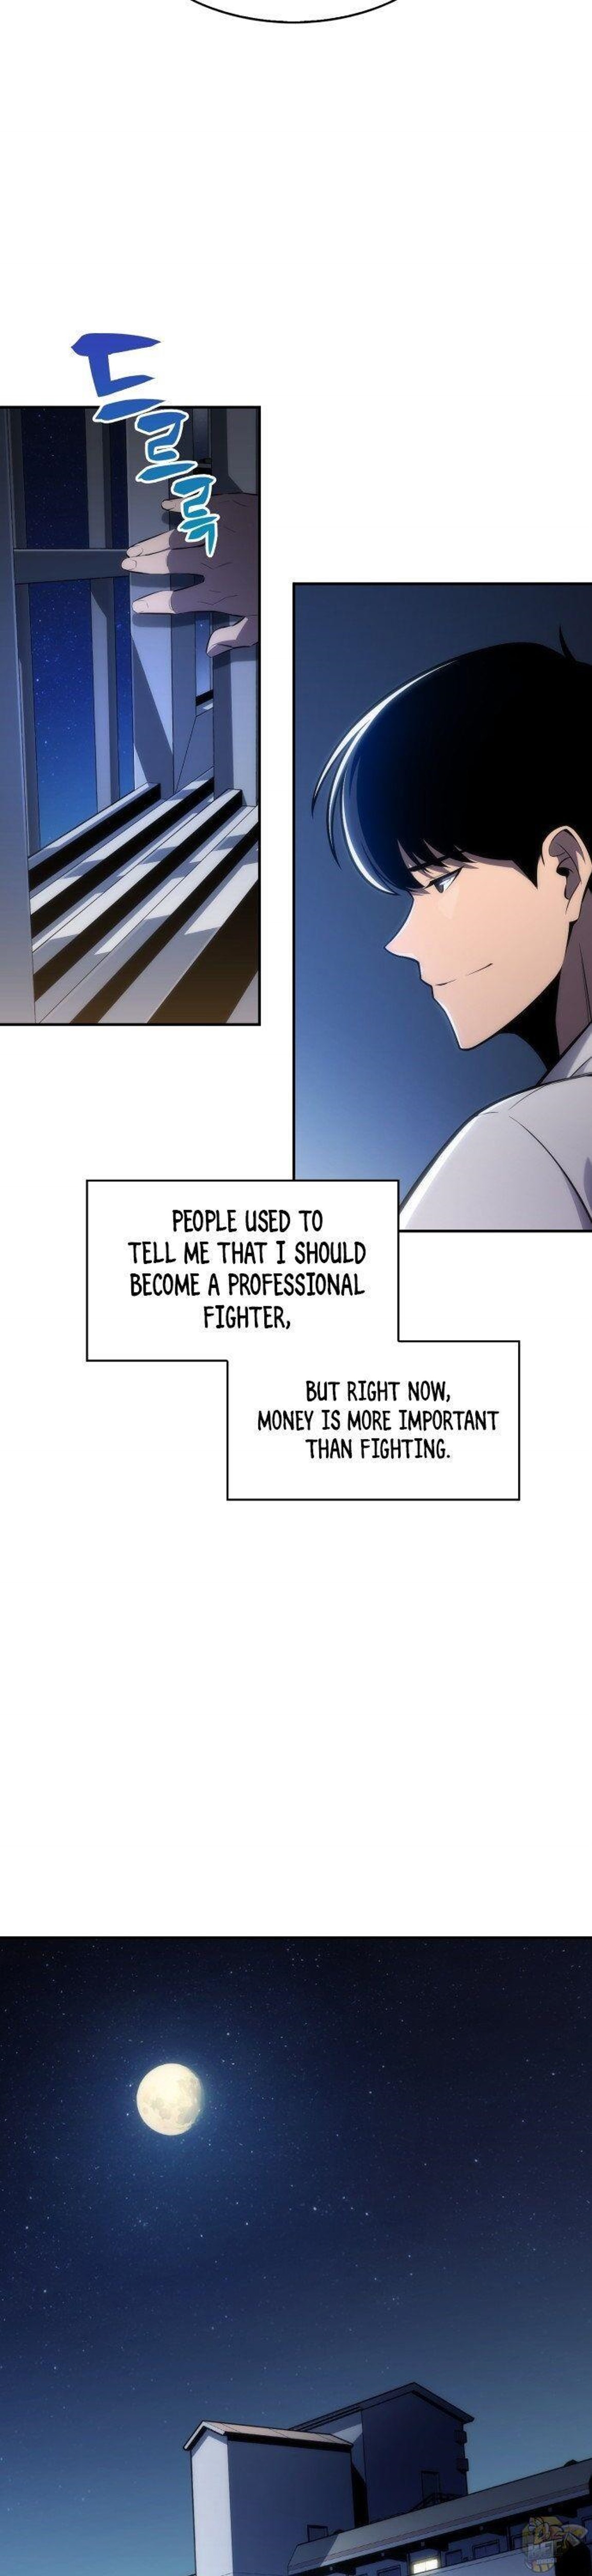 드르륵
PEOPLE USED TO
TELL ME THAT I SHOULD
BECOME A PROFESSIONAL
FIGHTER,
BUT RIGHT NOW,
MONEY IS MORE IMPORTANT
THAN FIGHTING.